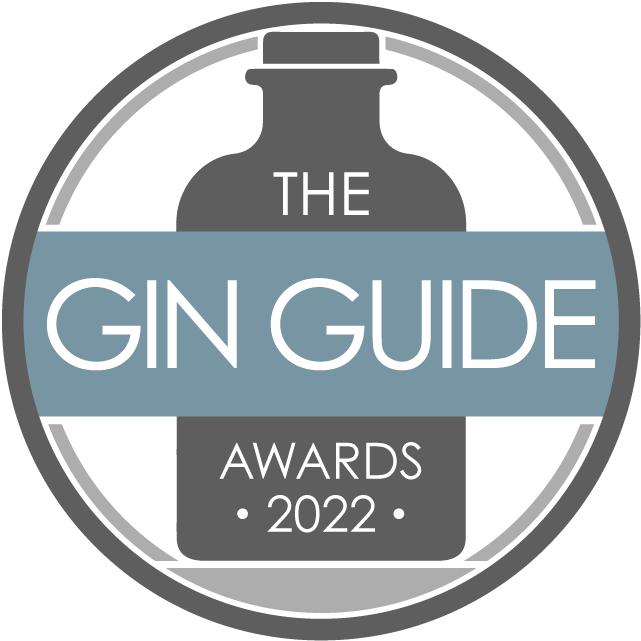 THE
GIN GUIDE
AWARDS
• 2022 •